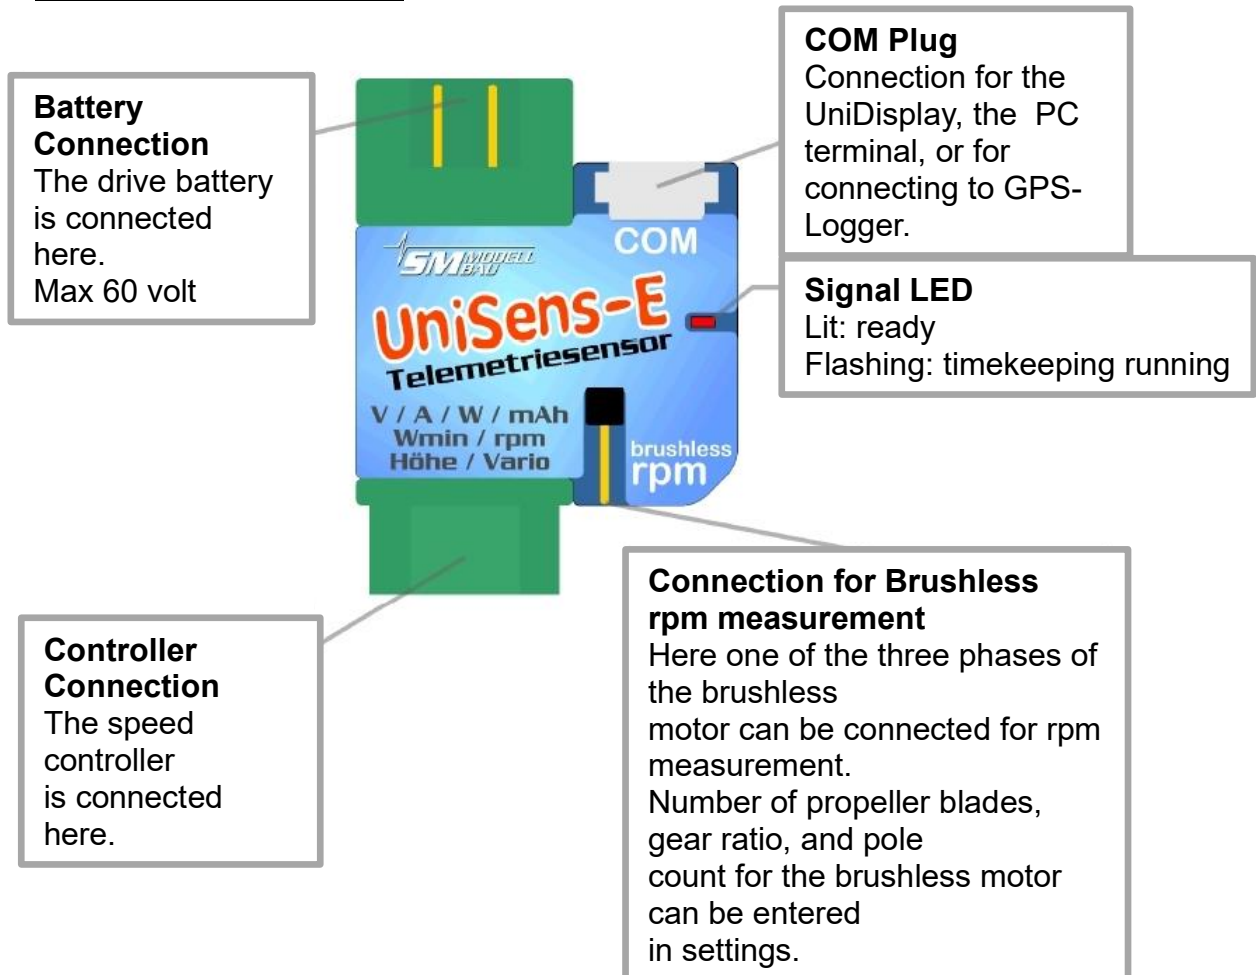 Battery
Connection
The drive battery
is connected
here.
Max 60 volt
COM Plug
Connection for the
UniDisplay, the PC
terminal, or for
connecting to GPS-
Logger.
Signal LED
Lit: ready
Flashing: timekeeping running
COM
SM MODELL
BAU
UniSens-E
Telemetriesensor
V / A / W / mAh
Wmin / rpm
Höhe / Vario
brushless
rpm
Controller
Connection
The speed
controller
is connected
here.
Connection for Brushless
rpm measurement
Here one of the three phases of
the brushless
motor can be connected for rpm
measurement.
Number of propeller blades,
gear ratio, and pole
count for the brushless motor
can be entered
in settings.